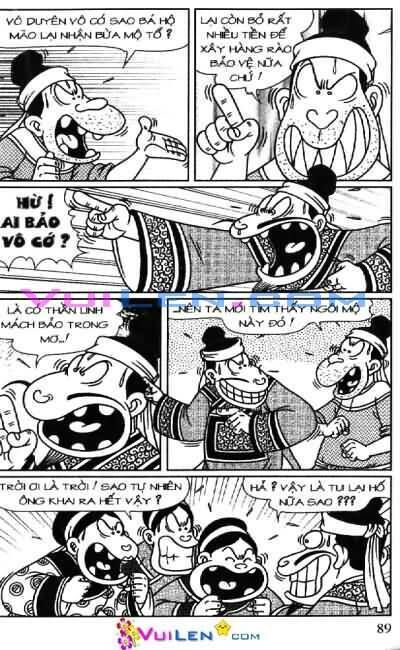 VÔ DUYÊN VÔ CỚ SAO BÁ HỘ
MÃO LẠI NHẬN BỪA MỘ TỔ ?
LẠI CÒN BỎ RẤT
NHIỀU TIỀN ĐỂ
XÂY HÀNG RÀO
BẢO VỆ NỮA
CHỨ !
HỪ !
AI BẢO
VÔ CỚ ?
LÀ CÓ THẦN LINH
MÁCH BẢO TRONG
MƠ...!
...NÊN TA MỚI TÌM THẤY NGÔI MỘ
NÀY ĐÓ !
VuiLen.com
TRỜI ƠI LÀ TRỜI ! SAO TỰ NHIÊN
ÔNG KHAI RA HẾT VẬY ?
HẢ ? VẬY LÀ TUI LẠI HỐ
NỮA SAO ???
89
VuiLen.com